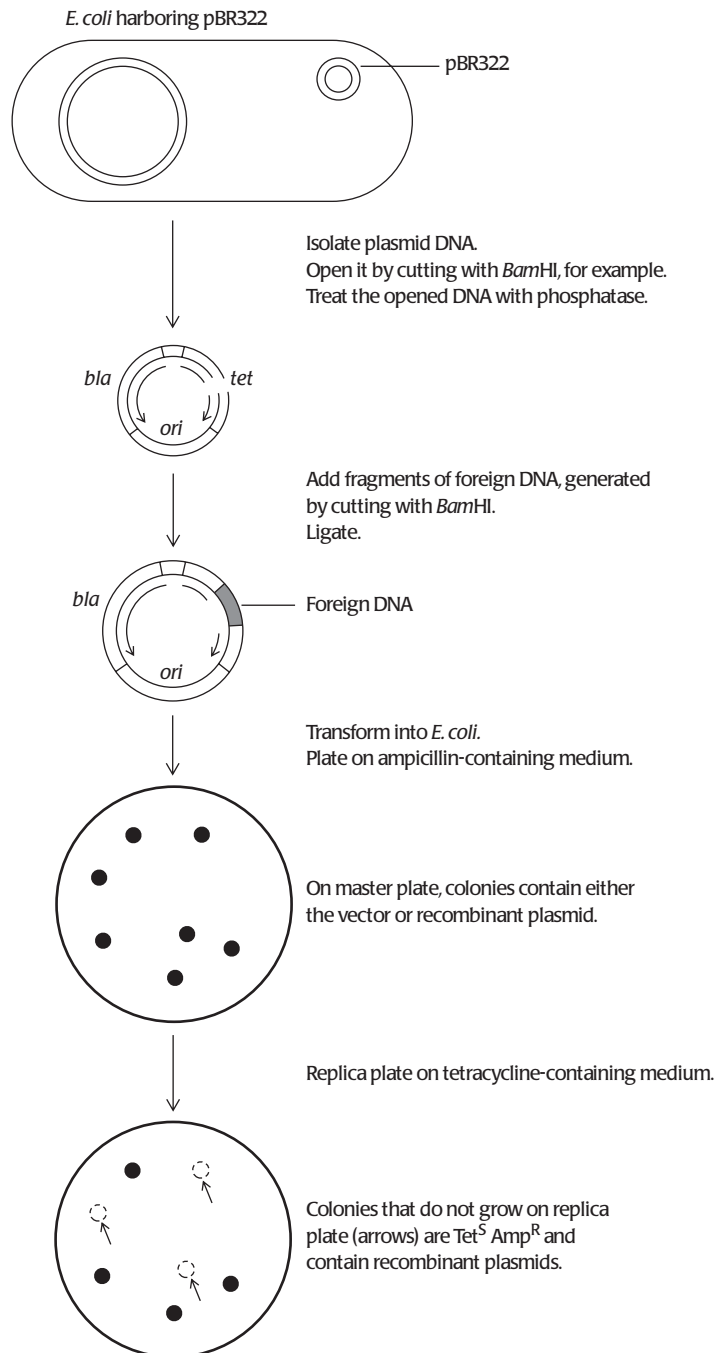 E. coli harboring pBR322
pBR322
Isolate plasmid DNA.
Open it by cutting with BamHI, for example.
Treat the opened DNA with phosphatase.
bla
tet
ori
Add fragments of foreign DNA, generated
by cutting with BamHI.
Ligate.
bla
Foreign DNA
ori
Transform into E. coli.
Plate on ampicillin-containing medium.
On master plate, colonies contain either
the vector or recombinant plasmid.
Replica plate on tetracycline-containing medium.
Colonies that do not grow on replica
plate (arrows) are Tet^S Amp^R and
contain recombinant plasmids.